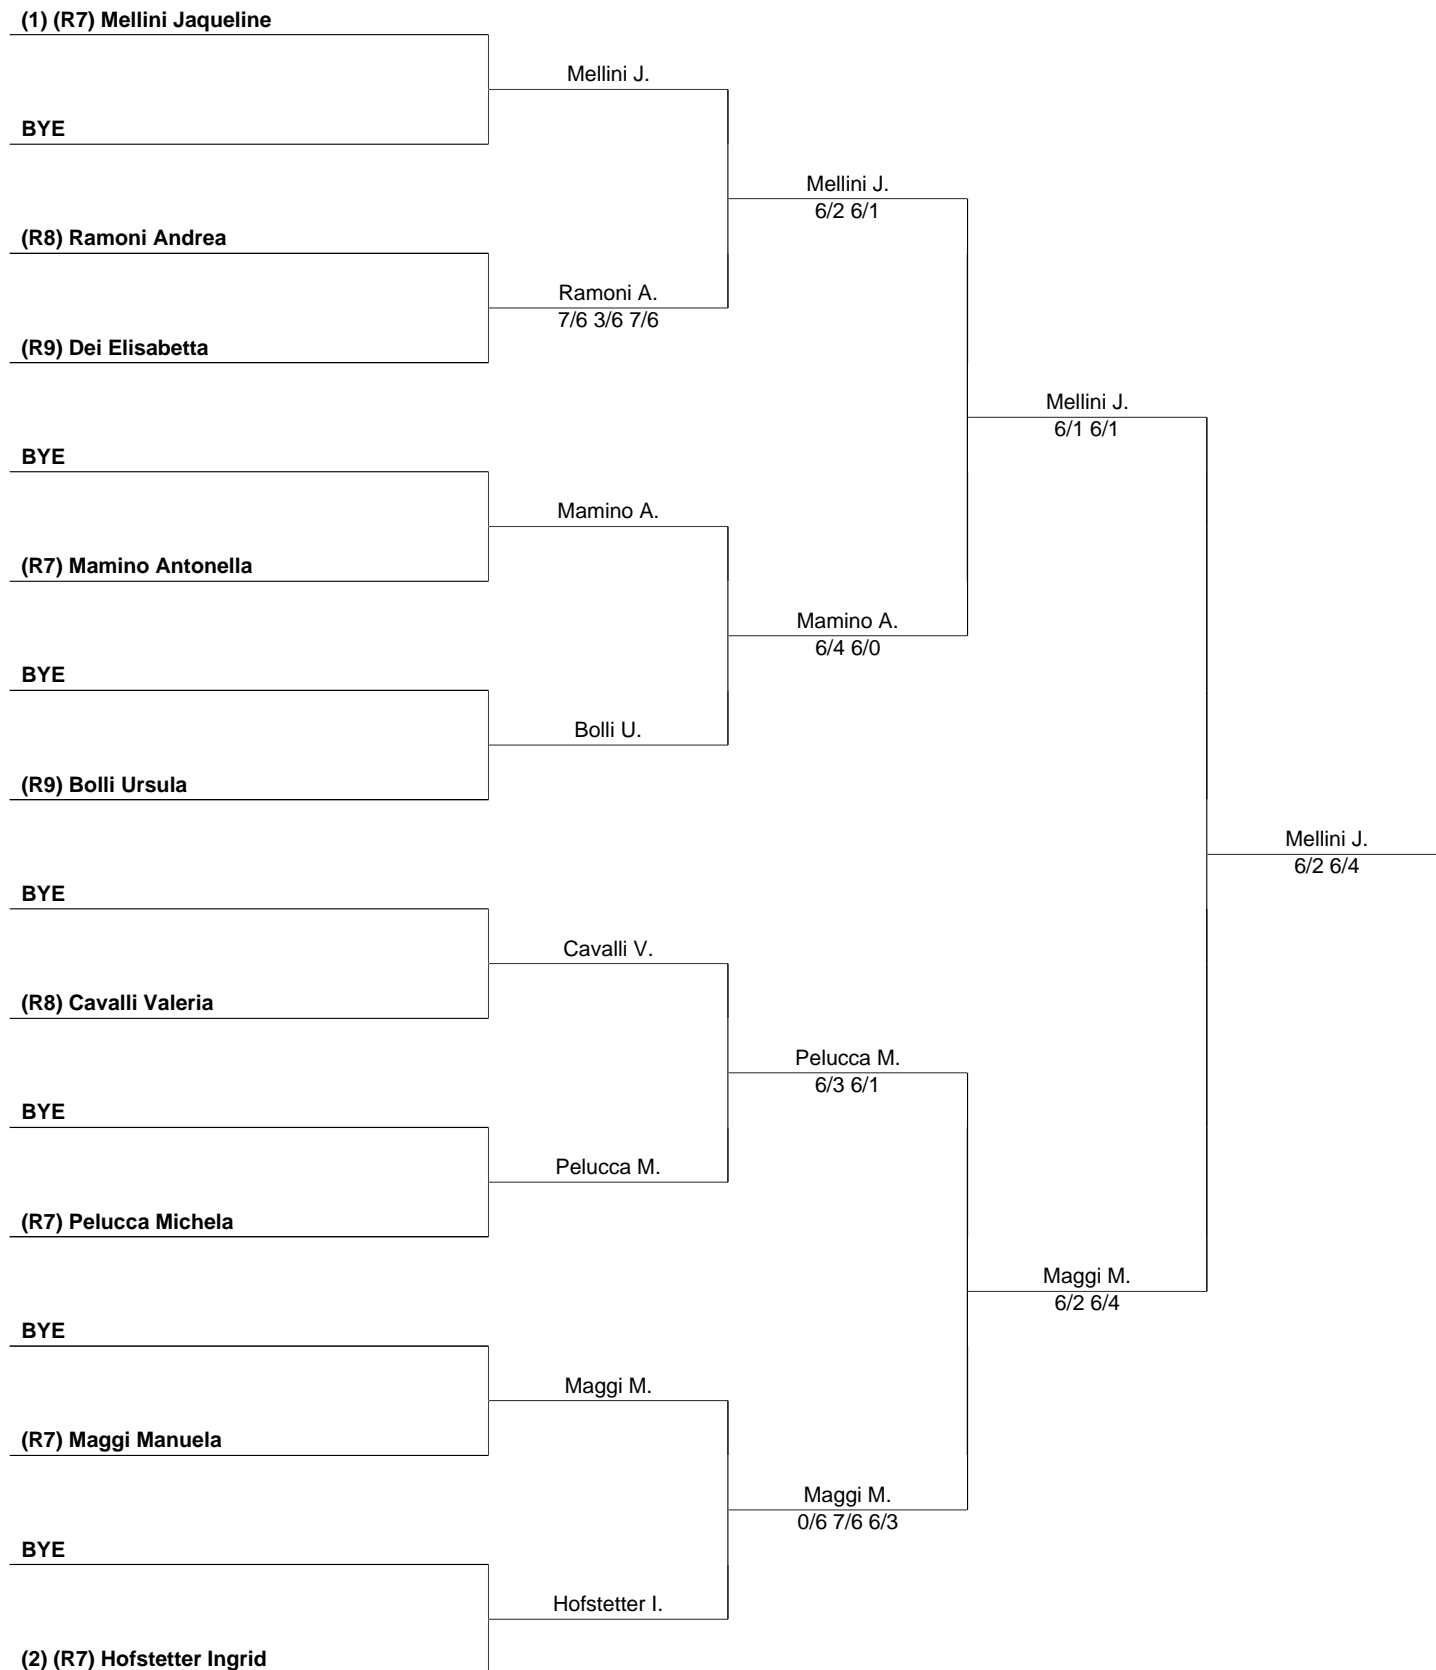 (1) (R7) Mellini Jaqueline
Mellini J.
BYE
Mellini J.
6/2 6/1
(R8) Ramoni Andrea
Ramoni A.
7/6 3/6 7/6
(R9) Dei Elisabetta
Mellini J.
6/1 6/1
BYE
Mamino A.
(R7) Mamino Antonella
Mamino A.
6/4 6/0
BYE
Bolli U.
(R9) Bolli Ursula
Mellini J.
6/2 6/4
BYE
Cavalli V.
(R8) Cavalli Valeria
Pelucca M.
6/3 6/1
BYE
Pelucca M.
(R7) Pelucca Michela
Maggi M.
6/2 6/4
BYE
Maggi M.
(R7) Maggi Manuela
Maggi M.
0/6 7/6 6/3
BYE
Hofstetter I.
(2) (R7) Hofstetter Ingrid